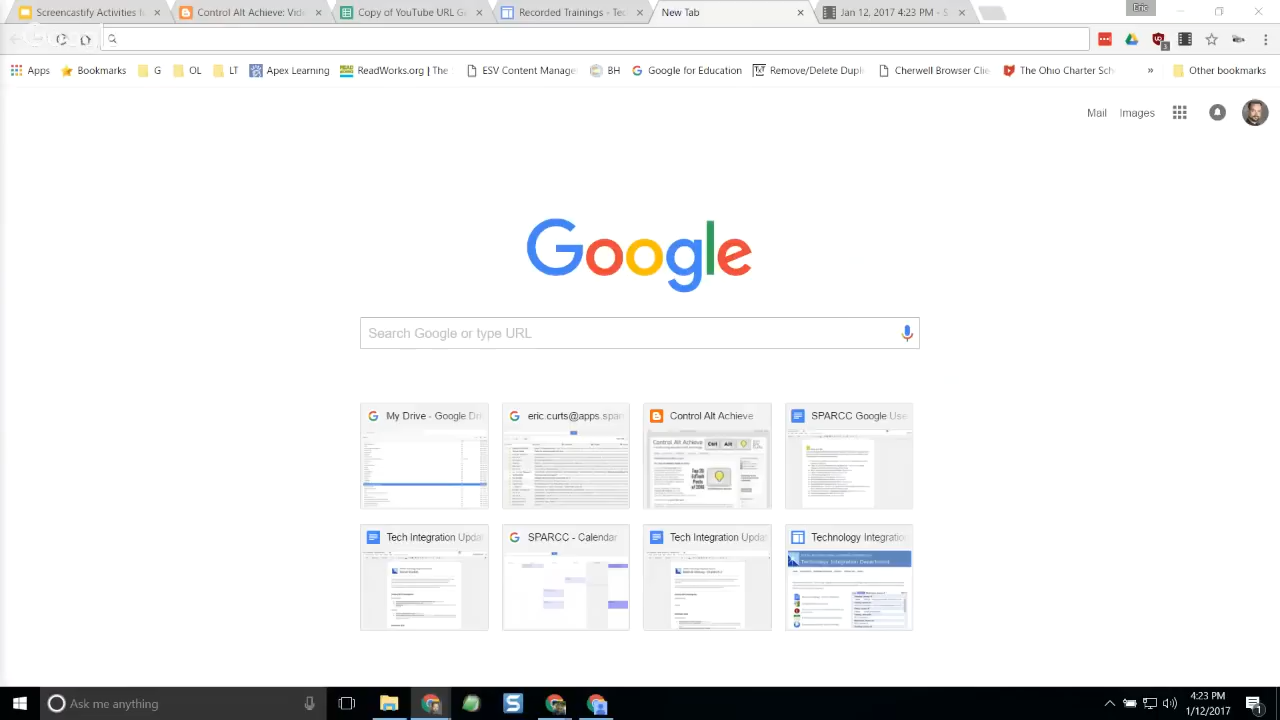 Screencastify Activities f
Control Alt Achieve: Vide
Copy of YouTube URL G
Recorded Trainings - Tec
New Tab
Jan 12, 2017 4:23 PM - S
Eric
Apps
Bookmarks
G
OL
LT
Apex Learning
ReadWorks.org | The
ESV Content Manage
BH
Google for Education
Remove/Delete Dupl
Cherwell Browser Clie
The Ohio Charter Sch
»
Other bookmarks
Mail
Images
Google
Search Google or type URL
My Drive - Google Dri
eric.curts@apps.spar
Control Alt Achieve
SPARCC Google Use
Tech Integration Upda
SPARCC - Calendar
Tech Integration Upda
Technology Integratio
Technology Integration Department
Ask me anything
4:23 PM
1/12/2017